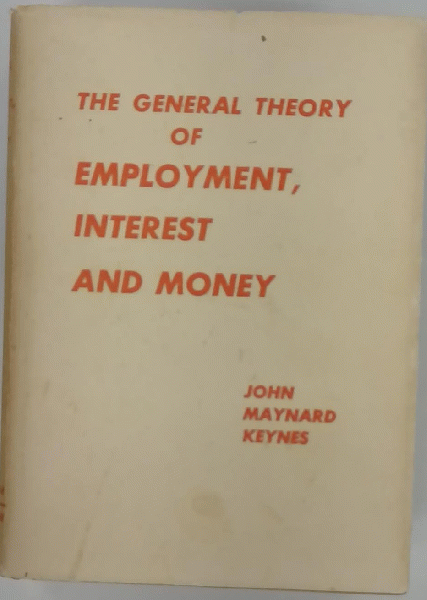 THE GENERAL THEORY
OF
EMPLOYMENT,
INTEREST
AND MONEY
JOHN
MAYNARD
KEYNES